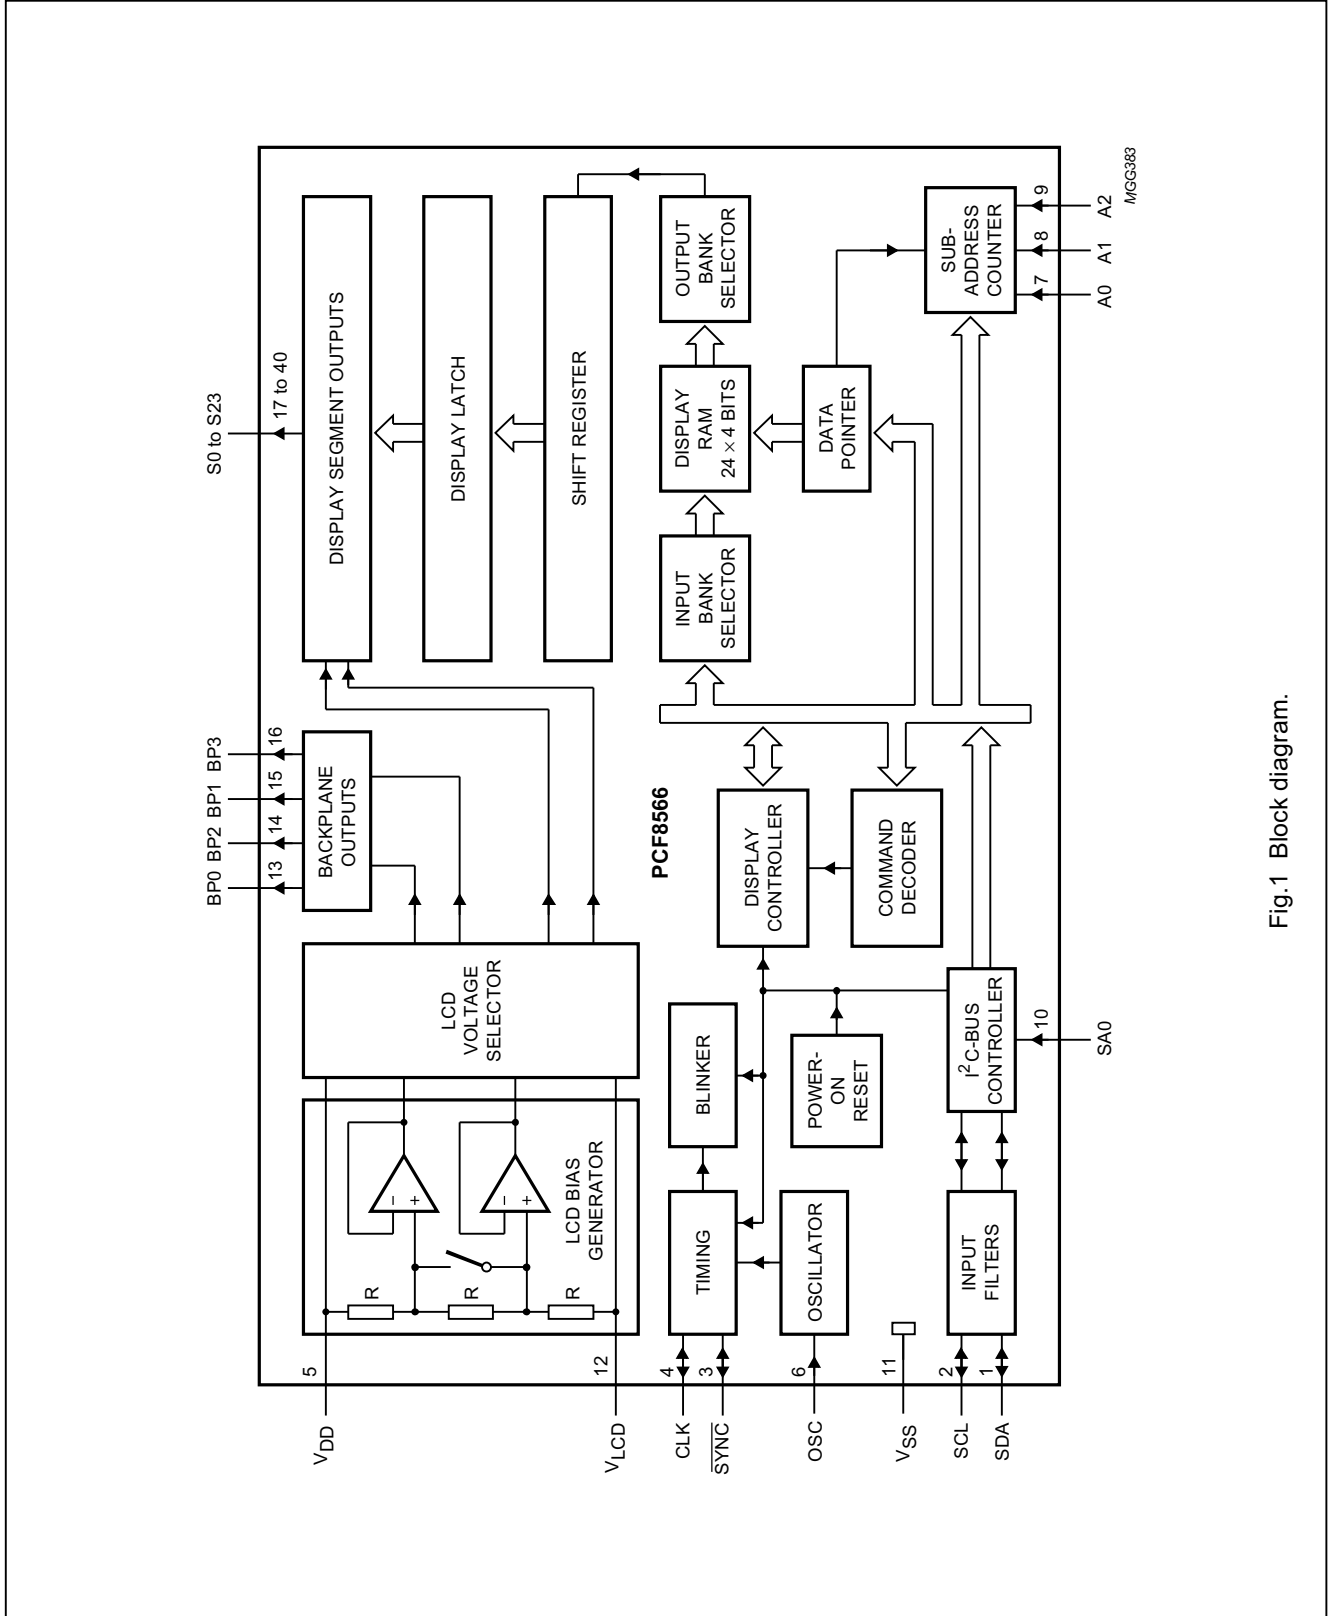 S0 to S23
17 to 40
BP0
BP2
BP1
BP3
13
14
15
16
DISPLAY SEGMENT OUTPUTS
BACKPLANE
OUTPUTS
DISPLAY LATCH
SHIFT REGISTER
LCD
VOLTAGE
SELECTOR
VDD
5
R
R
R
−
+
−
+
LCD BIAS
GENERATOR
VLCD
12
PCF8566
INPUT
BANK
SELECTOR
DISPLAY
RAM
24 × 4 BITS
OUTPUT
BANK
SELECTOR
CLK
4
SYNC
3
TIMING
BLINKER
DISPLAY
CONTROLLER
OSC
6
OSCILLATOR
POWER-
ON
RESET
COMMAND
DECODER
DATA
POINTER
VSS
11
SCL
2
SDA
1
INPUT
FILTERS
I2C-BUS
CONTROLLER
10
SA0
SUB-
ADDRESS
COUNTER
7
8
9
A0
A1
A2
MGG383
Fig.1 Block diagram.